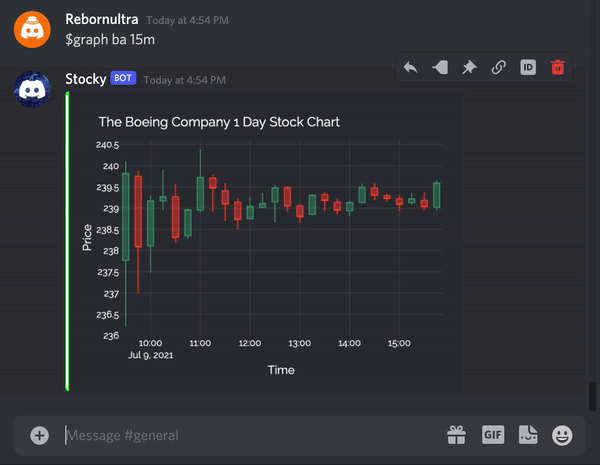 Rebornultra Today at 4:54 PM
$graph ba 15m
Stocky BOT Today at 4:54 PM
ID
The Boeing Company 1 Day Stock Chart
240.5
240
239.5
239
238.5
238
237.5
237
236.5
236
Price
10:00 11:00 12:00 13:00 14:00 15:00
Jul 9, 2021
Time
Message #general
GIF